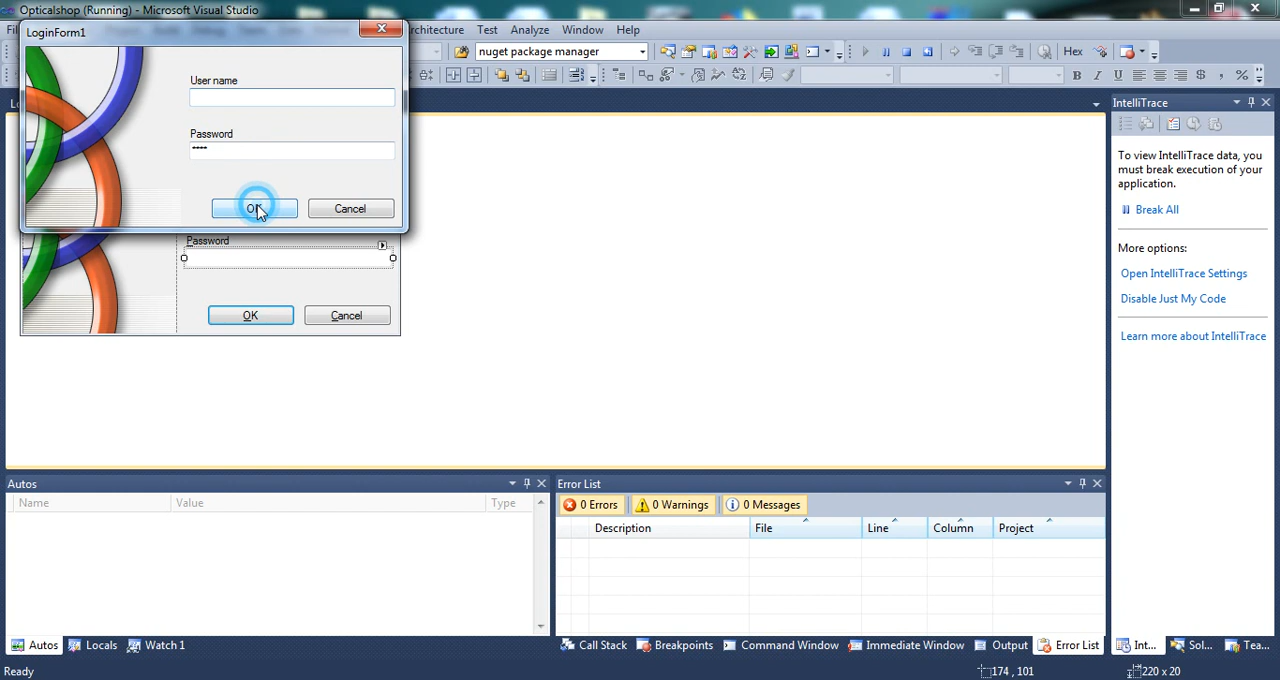 Opticalshop (Running) - Microsoft Visual Studio
LoginForm1
Architecture Test Analyze Window Help
nuget package manager
Hex
User name
Password
****
OK Cancel
Password
OK Cancel
IntelliTrace
To view IntelliTrace data, you
must break execution of your
application.
Break All
More options:
Open IntelliTrace Settings
Disable Just My Code
Learn more about IntelliTrace
Autos
Name Value Type
Error List
0 Errors 0 Warnings 0 Messages
Description File Line Column Project
Autos Locals Watch 1
Call Stack Breakpoints Command Window Immediate Window Output Error List
Int... Sol... Tea...
Ready 174 , 101 220 x 20